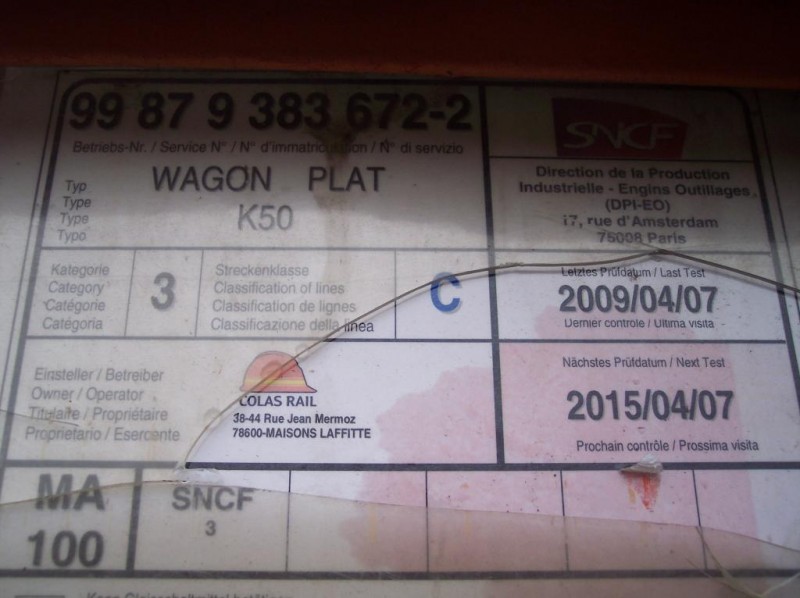 99 87 9 383 672-2
Betriebs-Nr. / Service N° / N° d'immatriculation / N° di servizio
Typ
Type
Type
Tipo
WAGON PLAT
K50
SNCF
Direction de la Production
Industrielle - Engins Outillages
(DPI-EO)
17, rue d'Amsterdam
75008 Paris
Kategorie
Category
Catégorie
Catégoria
3
Streckenklasse
Classification of lines
Classification de lignes
Classificazione della linea
C
Letztes Prüfdatum / Last Test
2009/04/07
Dernier contrôle / Ultima visita
Einsteller / Betreiber
Owner / Operator
Titulaire / Propriétaire
Proprietario / Esercente
COLAS RAIL
38-44 Rue Jean Mermoz
78600-MAISONS LAFFITTE
Nächstes Prüfdatum / Next Test
2015/04/07
Prochain contrôle / Prossima visita
MA
100
SNCF
3